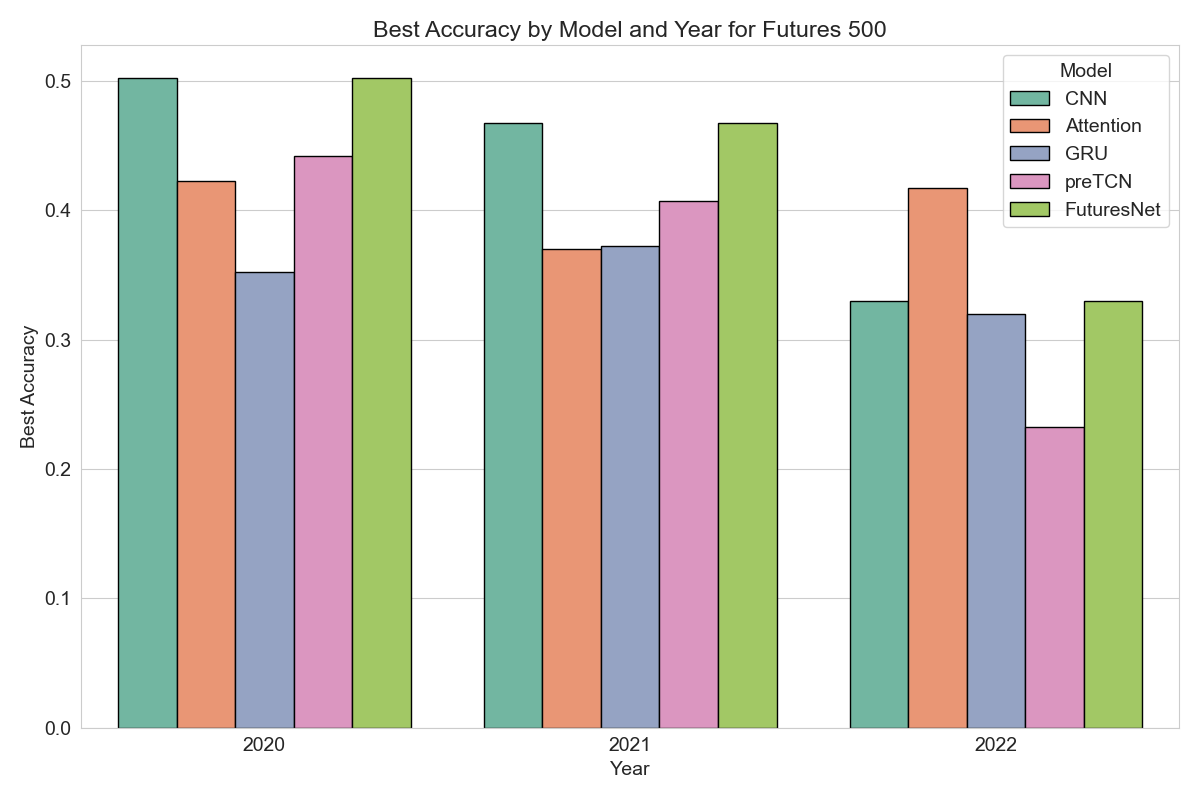 Best Accuracy by Model and Year for Futures 500
Model
CNN
Attention
GRU
preTCN
FuturesNet
Best Accuracy
0.5
0.4
0.3
0.2
0.1
0.0
2020
2021
2022
Year